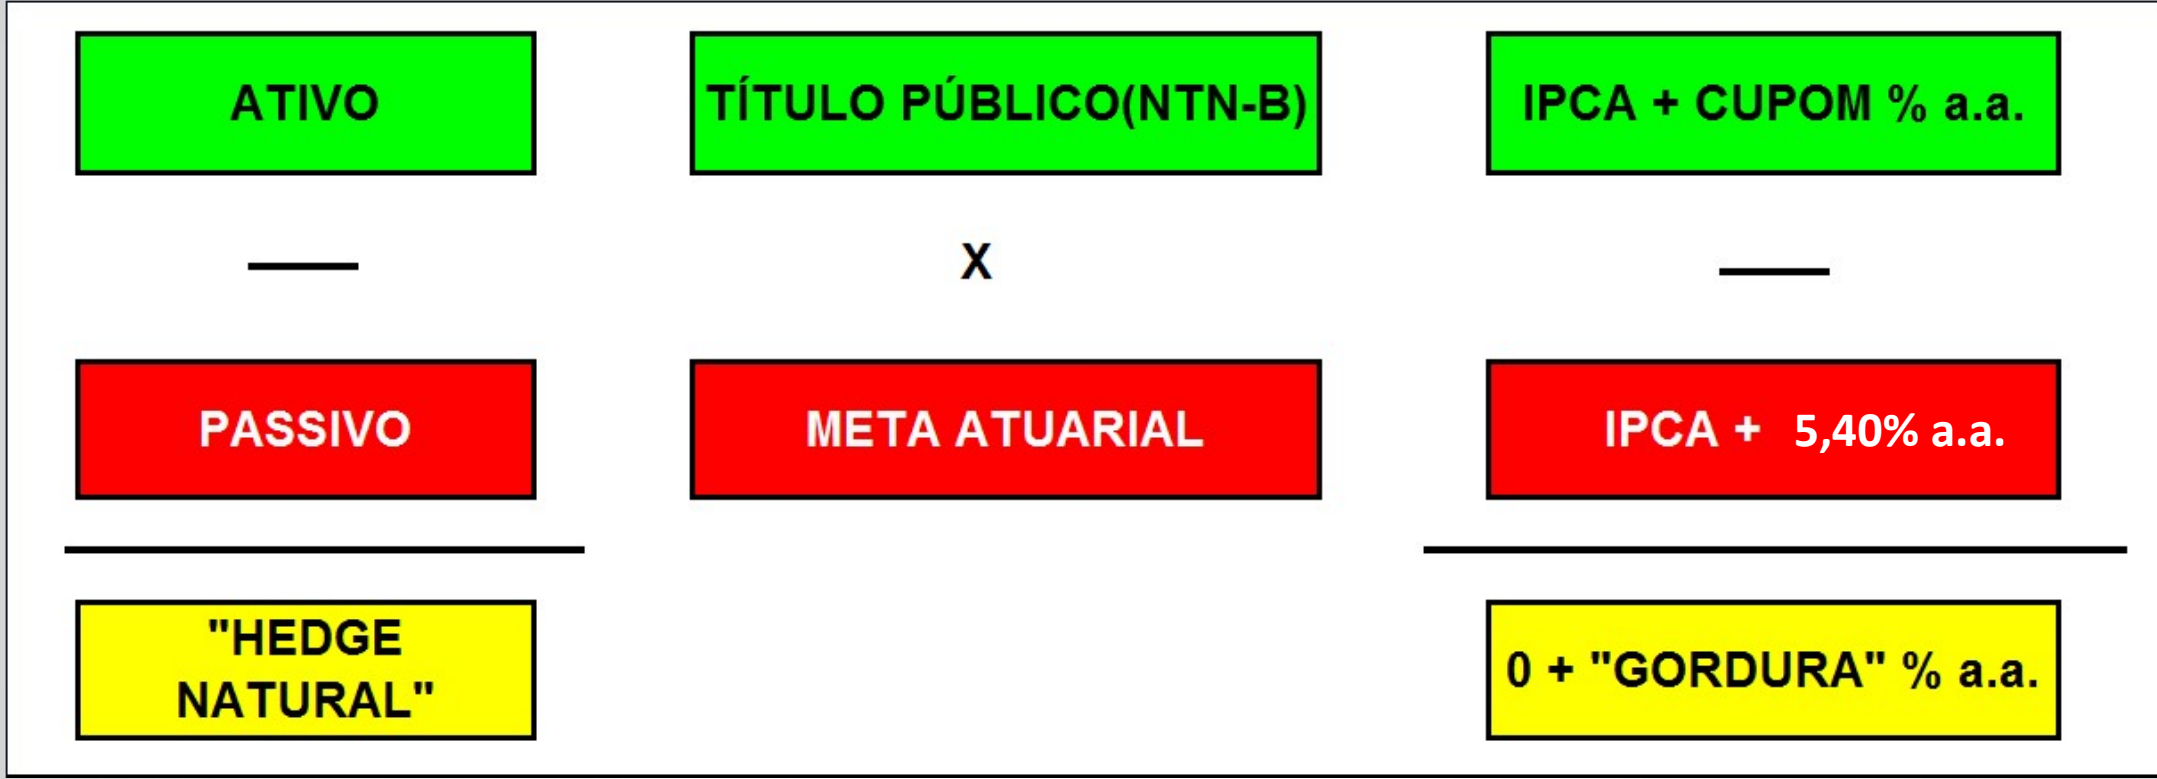 ATIVO
TÍTULO PÚBLICO(NTN-B)
IPCA + CUPOM % a.a.
X
PASSIVO
META ATUARIAL
IPCA + 5,40% a.a.
"HEDGE
NATURAL"
0 + "GORDURA" % a.a.